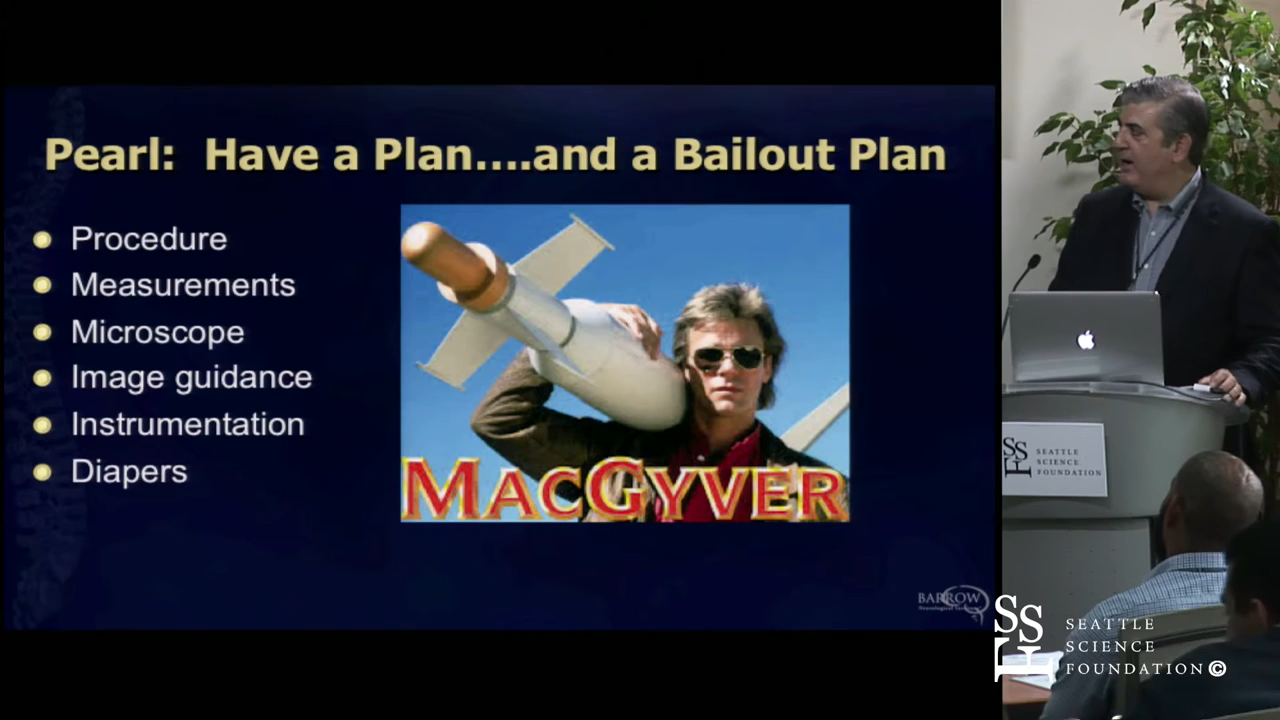 Pearl: Have a Plan....and a Bailout Plan
Procedure
Measurements
Microscope
Image guidance
Instrumentation
Diapers
MACGYVER
BARROW
Neurological Institute
SEATTLE
SCIENCE
FOUNDATION
SEATTLE
SCIENCE
FOUNDATION©